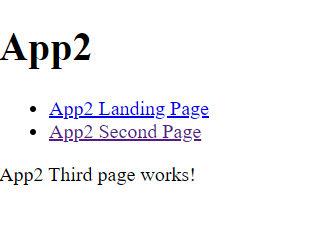 App2
App2 Landing Page
App2 Second Page
App2 Third page works!